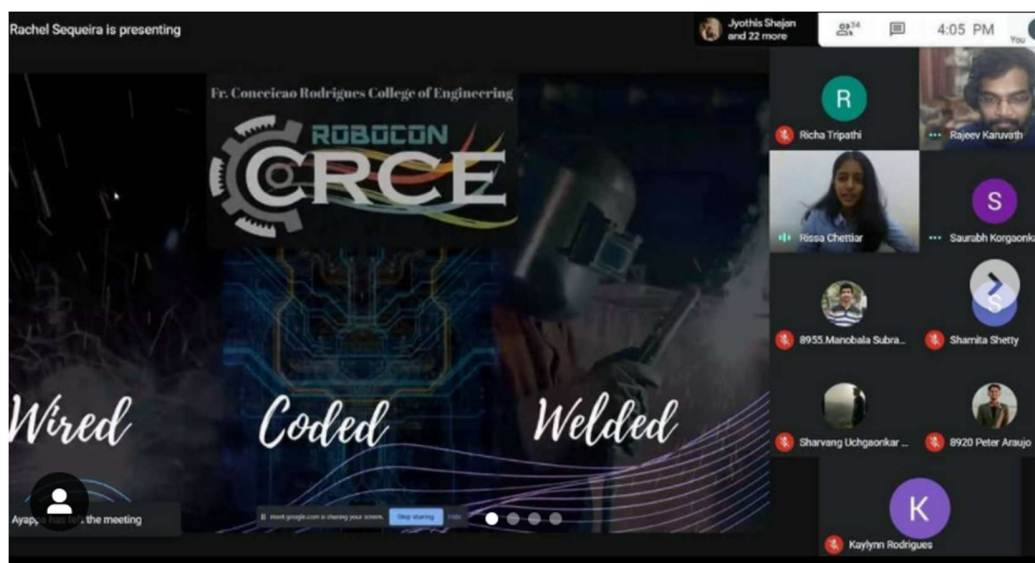 Rachel Sequeira is presenting
Jyothis Shajan
and 22 more
34
4:05 PM
You
Fr. Conceicao Rodrigues College of Engineering
ROBOCON
CRCE
R
Richa Tripathi
Rajeev Karuvath
Rissa Chettiar
S
Saurabh Korgaonka
8955.Manobala Subra...
S
Shamita Shetty
Wired
Coded
Welded
Sharvang Uchgaonkar ...
8920 Peter Araujo
K
Kaylynn Rodrigues
Ayappa has left the meeting
meet.google.com is sharing your screen.
Stop sharing
Hide